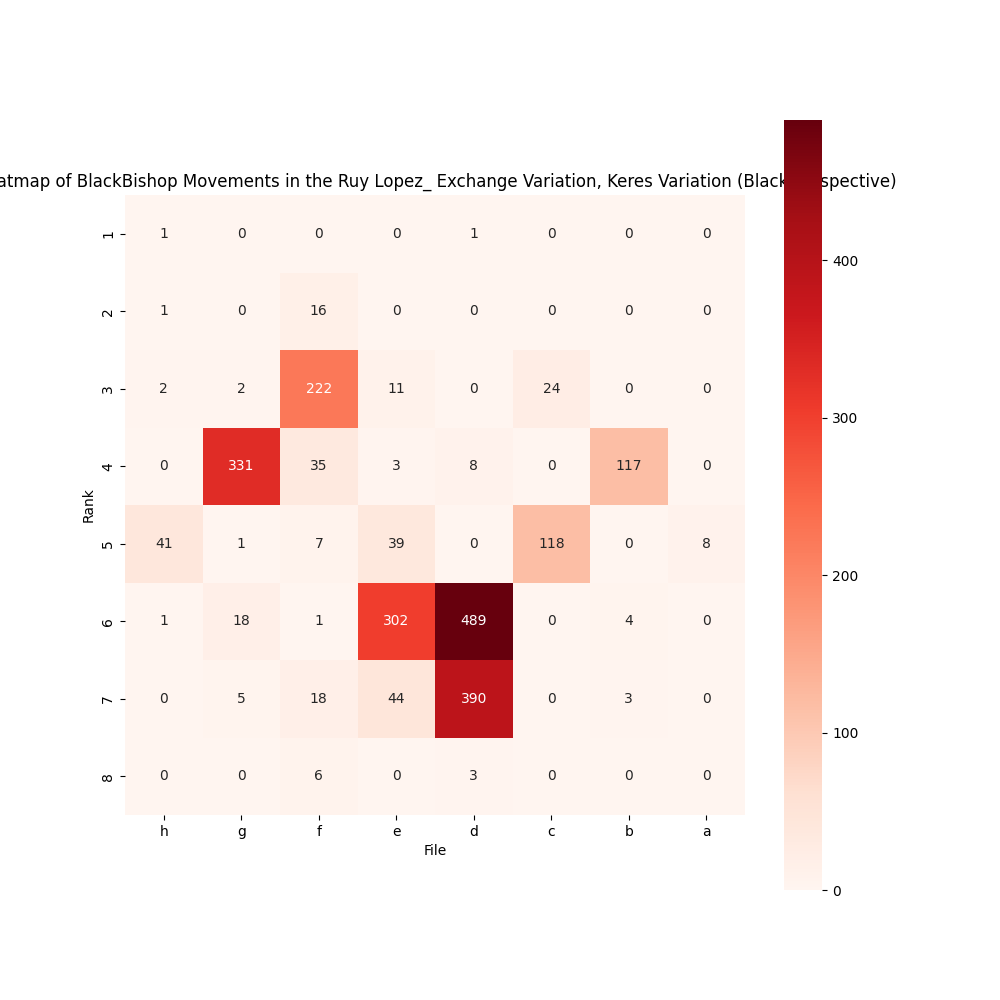 atmap of BlackBishop Movements in the Ruy Lopez_ Exchange Variation, Keres Variation (Black spective)
1 1 0 0 0 1 0 0 0
2 1 0 16 0 0 0 0 0
3 2 2 222 11 0 24 0 0
4 0 331 35 3 8 0 117 0
5 41 1 7 39 0 118 0 8
6 1 18 1 302 489 0 4 0
7 0 5 18 44 390 0 3 0
8 0 0 6 0 3 0 0 0
h g f e d c b a
File
Rank
400
300
200
100
0